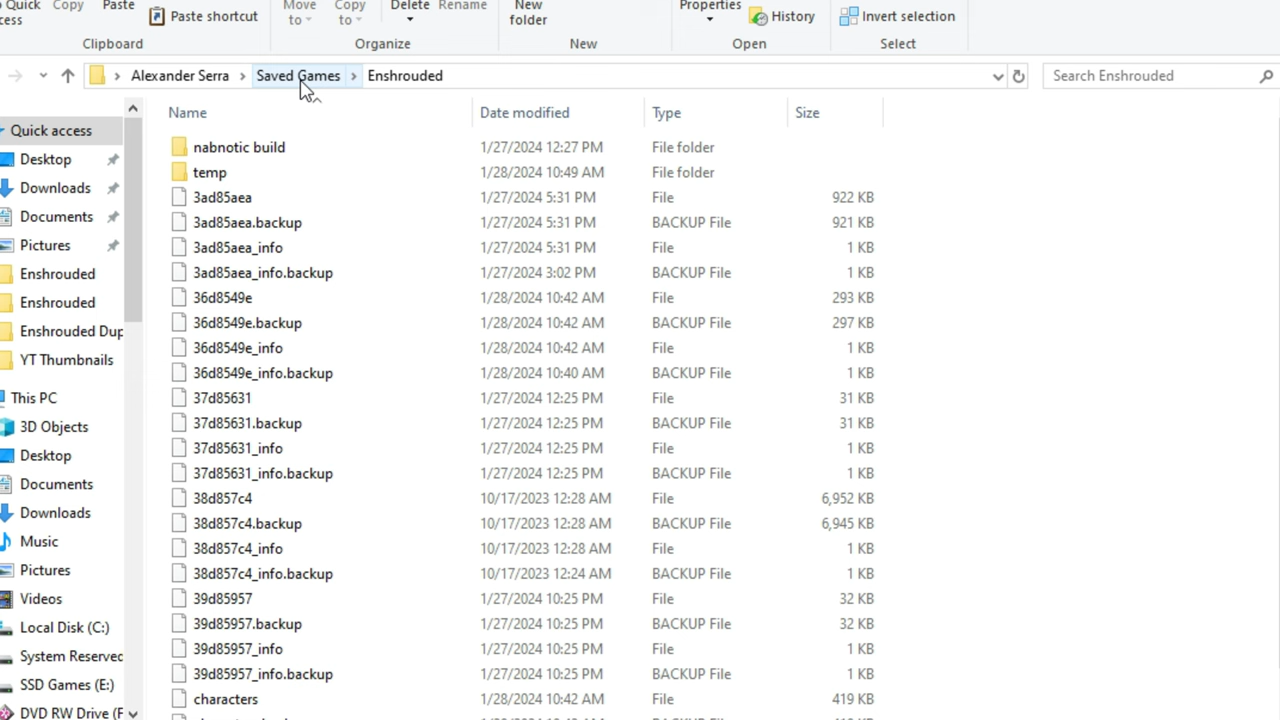 Quick Copy Paste Move Copy Delete Rename New Properties
Paste shortcut to to folder History Invert selection
Clipboard Organize New Open Select
Alexander Serra Saved Games Enshrouded Search Enshrouded
Name Date modified Type Size
Quick access
Desktop
Downloads
Documents
Pictures
Enshrouded
Enshrouded
Enshrouded Dup
YT Thumbnails
This PC
3D Objects
Desktop
Documents
Downloads
Music
Pictures
Videos
Local Disk (C:)
System Reserved
SSD Games (E:)
DVD RW Drive (F
nabnotic build 1/27/2024 12:27 PM File folder
temp 1/28/2024 10:49 AM File folder
3ad85aea 1/27/2024 5:31 PM File 922 KB
3ad85aea.backup 1/27/2024 5:31 PM BACKUP File 921 KB
3ad85aea_info 1/27/2024 5:31 PM File 1 KB
3ad85aea_info.backup 1/27/2024 3:02 PM BACKUP File 1 KB
36d8549e 1/28/2024 10:42 AM File 293 KB
36d8549e.backup 1/28/2024 10:42 AM BACKUP File 297 KB
36d8549e_info 1/28/2024 10:42 AM File 1 KB
36d8549e_info.backup 1/28/2024 10:40 AM BACKUP File 1 KB
37d85631 1/27/2024 12:25 PM File 31 KB
37d85631.backup 1/27/2024 12:25 PM BACKUP File 31 KB
37d85631_info 1/27/2024 12:25 PM File 1 KB
37d85631_info.backup 1/27/2024 12:25 PM BACKUP File 1 KB
38d857c4 10/17/2023 12:28 AM File 6,952 KB
38d857c4.backup 10/17/2023 12:28 AM BACKUP File 6,945 KB
38d857c4_info 10/17/2023 12:28 AM File 1 KB
38d857c4_info.backup 10/17/2023 12:24 AM BACKUP File 1 KB
39d85957 1/27/2024 10:25 PM File 32 KB
39d85957.backup 1/27/2024 10:25 PM BACKUP File 32 KB
39d85957_info 1/27/2024 10:25 PM File 1 KB
39d85957_info.backup 1/27/2024 10:25 PM BACKUP File 1 KB
characters 1/28/2024 10:42 AM File 419 KB